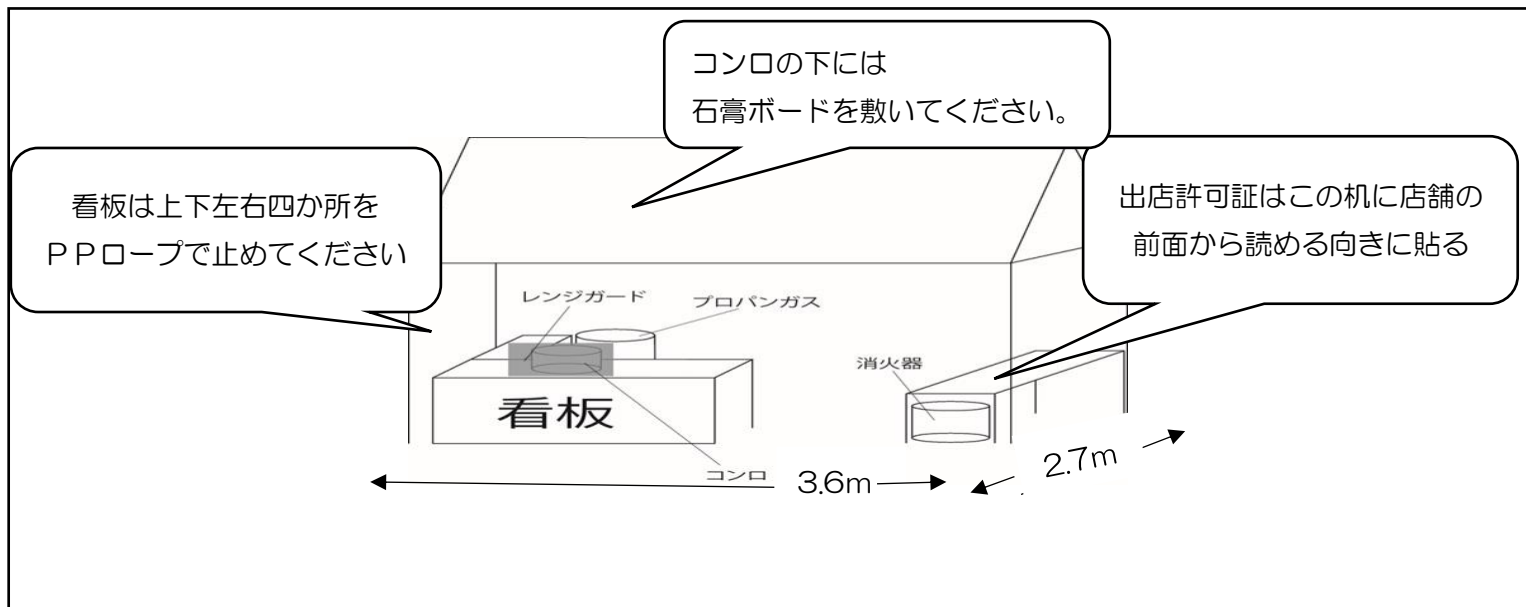 コンロの下には
石膏ボードを敷いてください。
看板は上下左右四か所を
ＰＰロープで止めてください
出店許可証はこの机に店舗の
前面から読める向きに貼る
レンジガード
プロパンガス
消火器
看板
コンロ
3.6m
2.7m